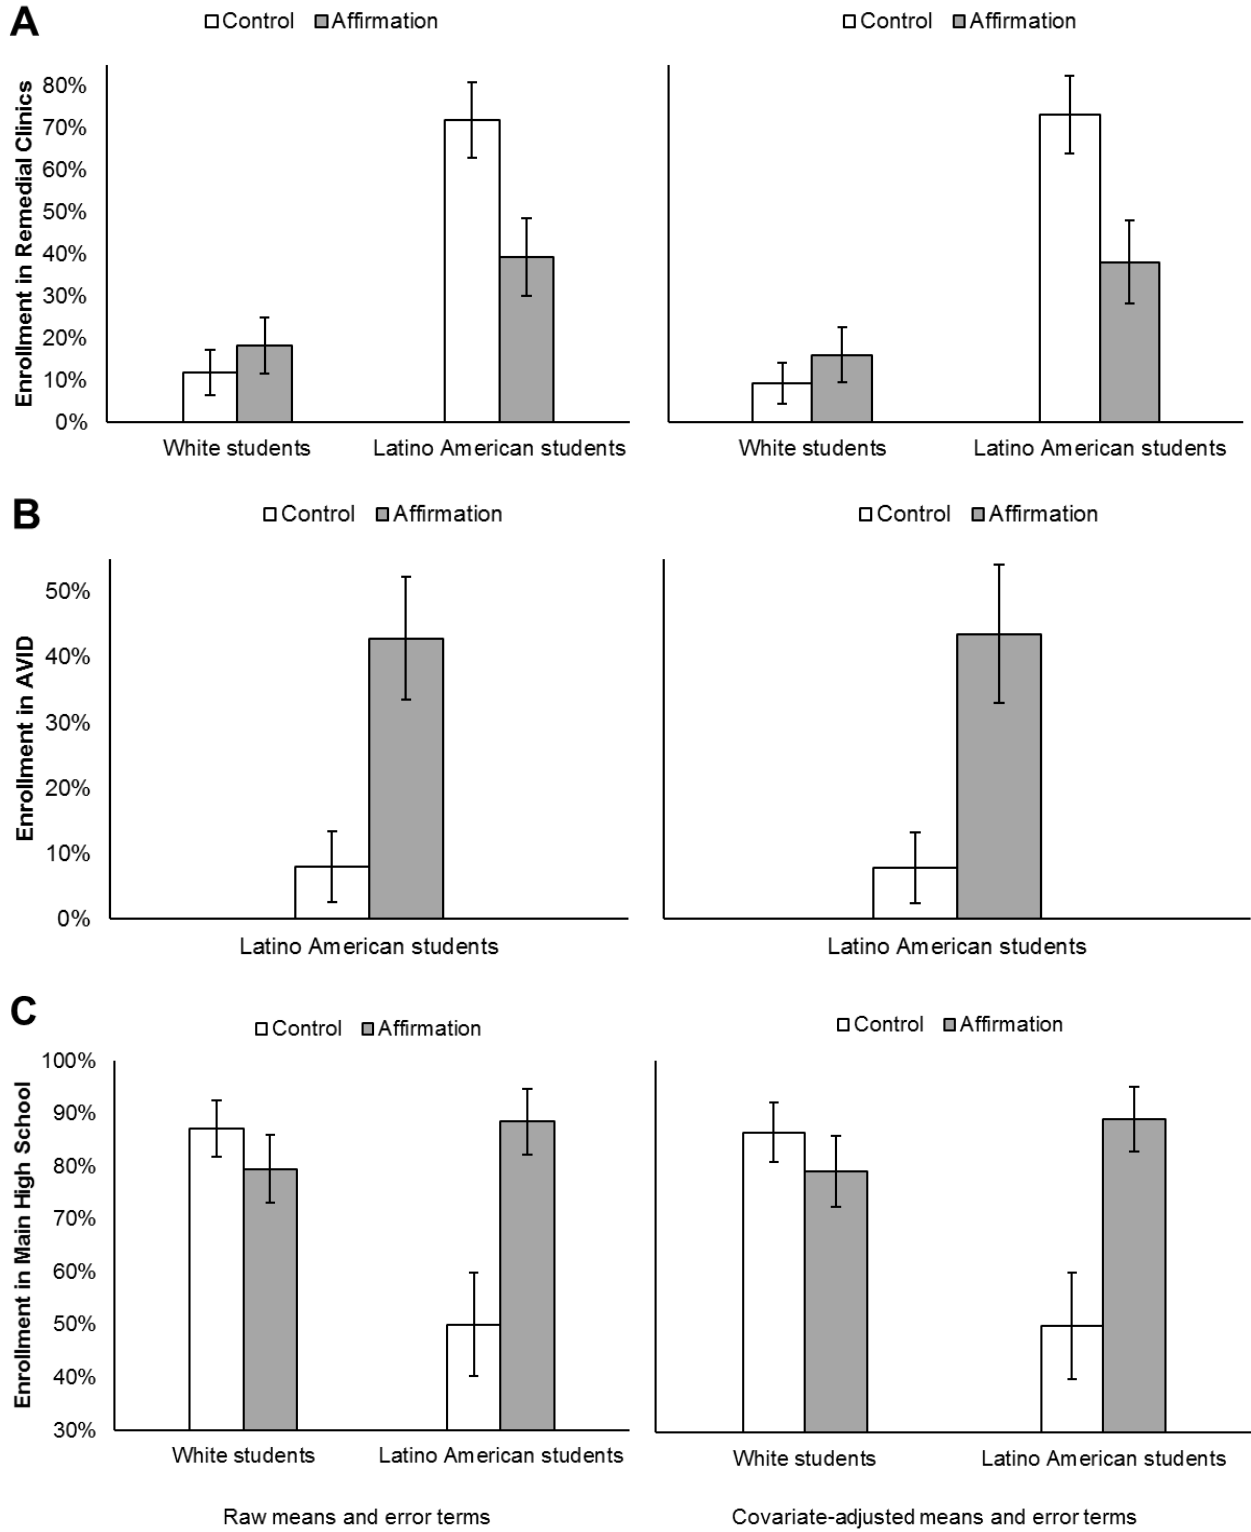 A
Control Affirmation
Control Affirmation
Enrollment in Remedial Clinics
80%
70%
60%
50%
40%
30%
20%
10%
0%
White students Latino American students
White students Latino American students
B
Control Affirmation
Control Affirmation
Enrollment in AVID
50%
40%
30%
20%
10%
0%
Latino American students
Latino American students
C
Control Affirmation
Control Affirmation
Enrollment in Main High School
100%
90%
80%
70%
60%
50%
40%
30%
White students Latino American students
White students Latino American students
Raw means and error terms
Covariate-adjusted means and error terms